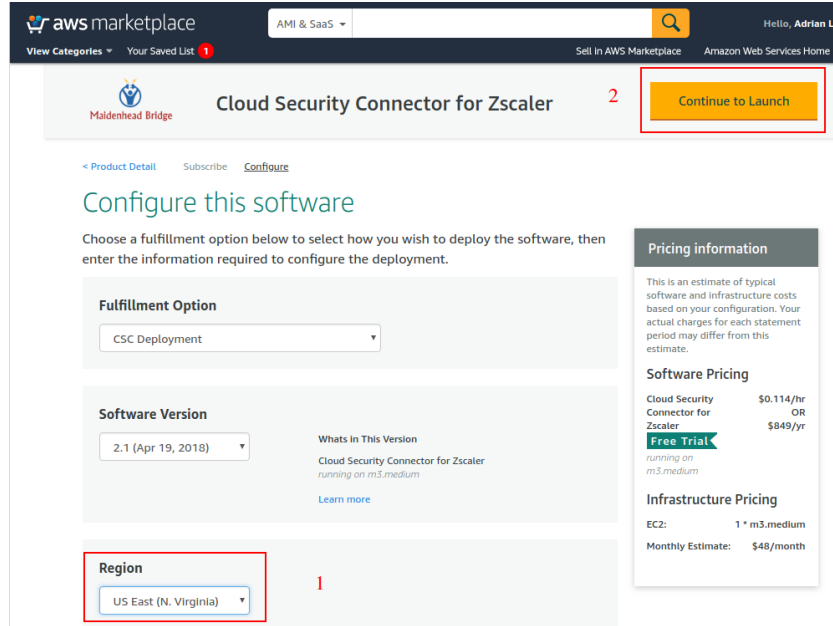 aws marketplace
AMI & SaaS
Hello, Adrian L
View Categories
Your Saved List 1
Sell in AWS Marketplace
Amazon Web Services Home
Maidenhead Bridge
Cloud Security Connector for Zscaler
2
Continue to Launch
< Product Detail
Subscribe
Configure
Configure this software
Choose a fulfillment option below to select how you wish to deploy the software, then
enter the information required to configure the deployment.
Fulfillment Option
CSC Deployment
Software Version
2.1 (Apr 19, 2018)
Whats in This Version
Cloud Security Connector for Zscaler
running on m3.medium
Learn more
Region
US East (N. Virginia)
1
Pricing information
This is an estimate of typical
software and infrastructure costs
based on your configuration. Your
actual charges for each statement
period may differ from this
estimate.
Software Pricing
Cloud Security $0.114/hr
Connector for OR
Zscaler $849/yr
Free Trial
running on
m3.medium
Infrastructure Pricing
EC2: 1 * m3.medium
Monthly Estimate: $48/month